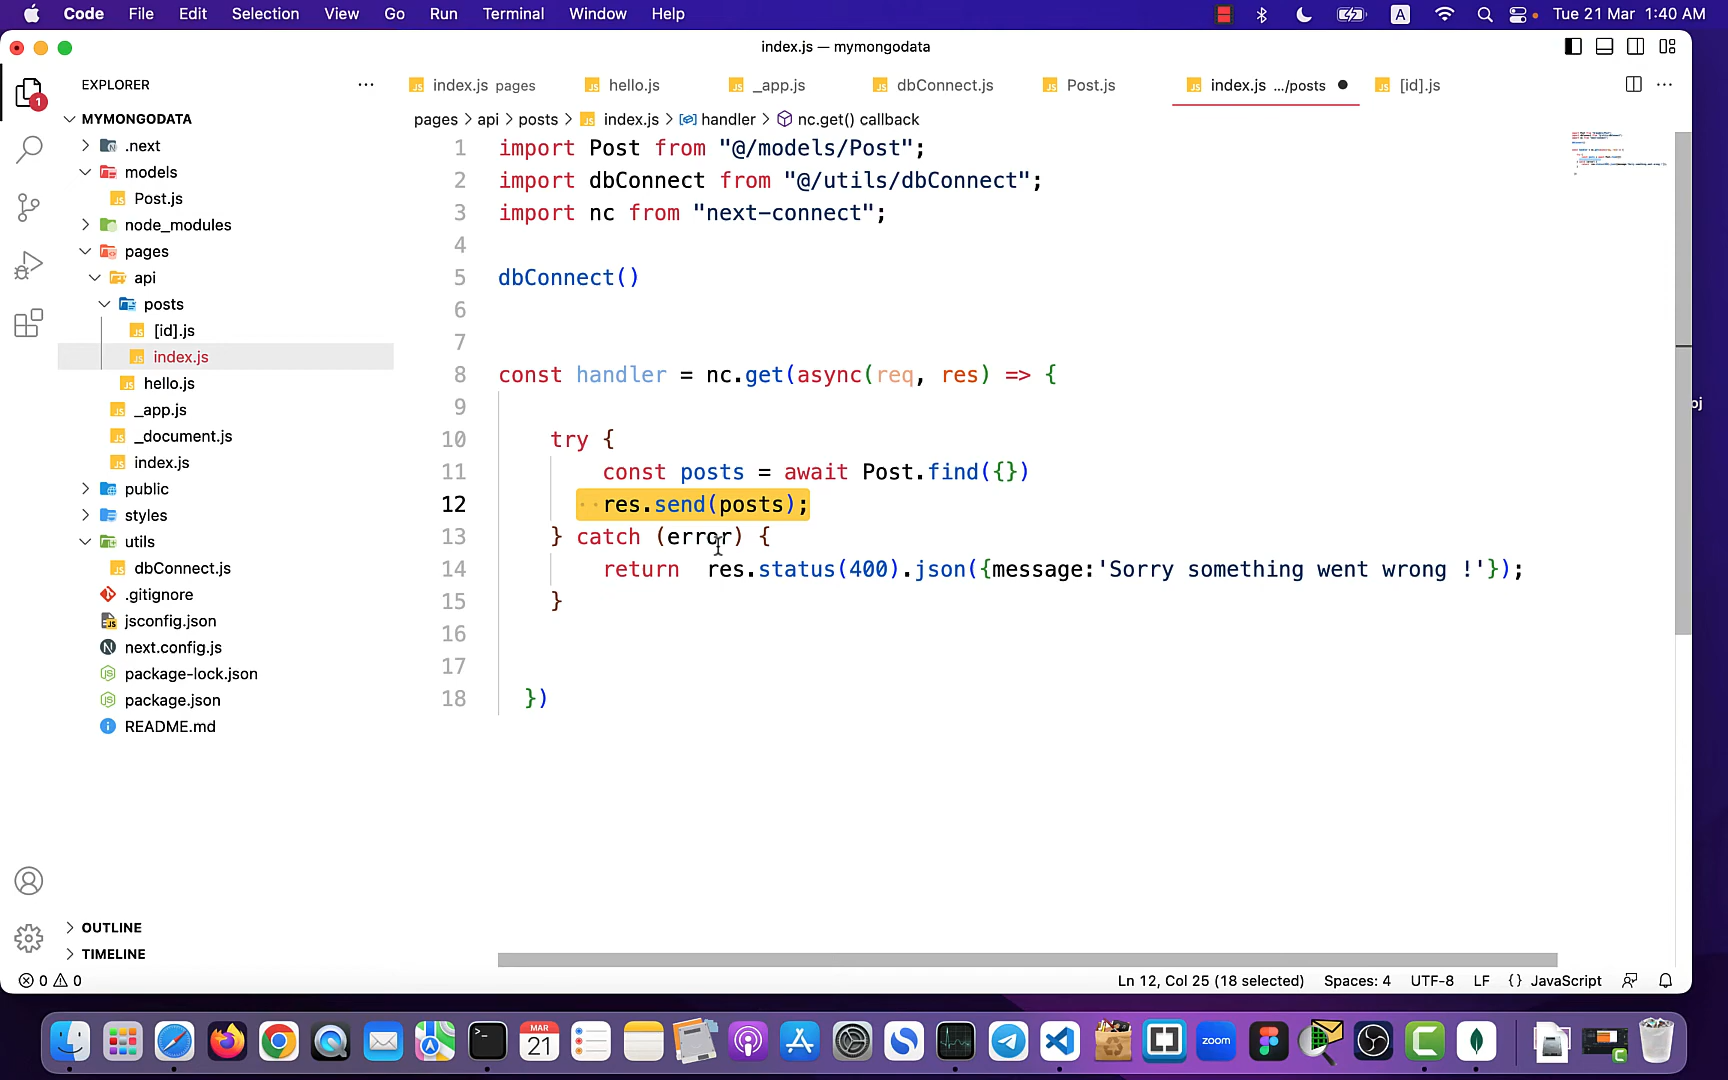 Code File Edit Selection View Go Run Terminal Window Help A Tue 21 Mar 1:40 AM
index.js — mymongodata
EXPLORER
index.js pages hello.js _app.js dbConnect.js Post.js index.js .../posts [id].js
pages > api > posts > index.js > handler > nc.get() callback
1
MYMONGODATA
.next
models
Post.js
node_modules
pages
api
posts
[id].js
index.js
hello.js
_app.js
_document.js
index.js
public
styles
utils
dbConnect.js
.gitignore
jsconfig.json
next.config.js
package-lock.json
package.json
README.md
OUTLINE
TIMELINE
1 import Post from "@/models/Post";
2 import dbConnect from "@/utils/dbConnect";
3 import nc from "next-connect";
4
5 dbConnect()
6
7
8 const handler = nc.get(async(req, res) => {
9
10 try {
11 const posts = await Post.find({})
12 res.send(posts);
13 } catch (error) {
14 return res.status(400).json({message:'Sorry something went wrong !'});
15 }
16
17
18 })
oj
0 0 Ln 12, Col 25 (18 selected) Spaces: 4 UTF-8 LF {} JavaScript
MAR
21
zoom